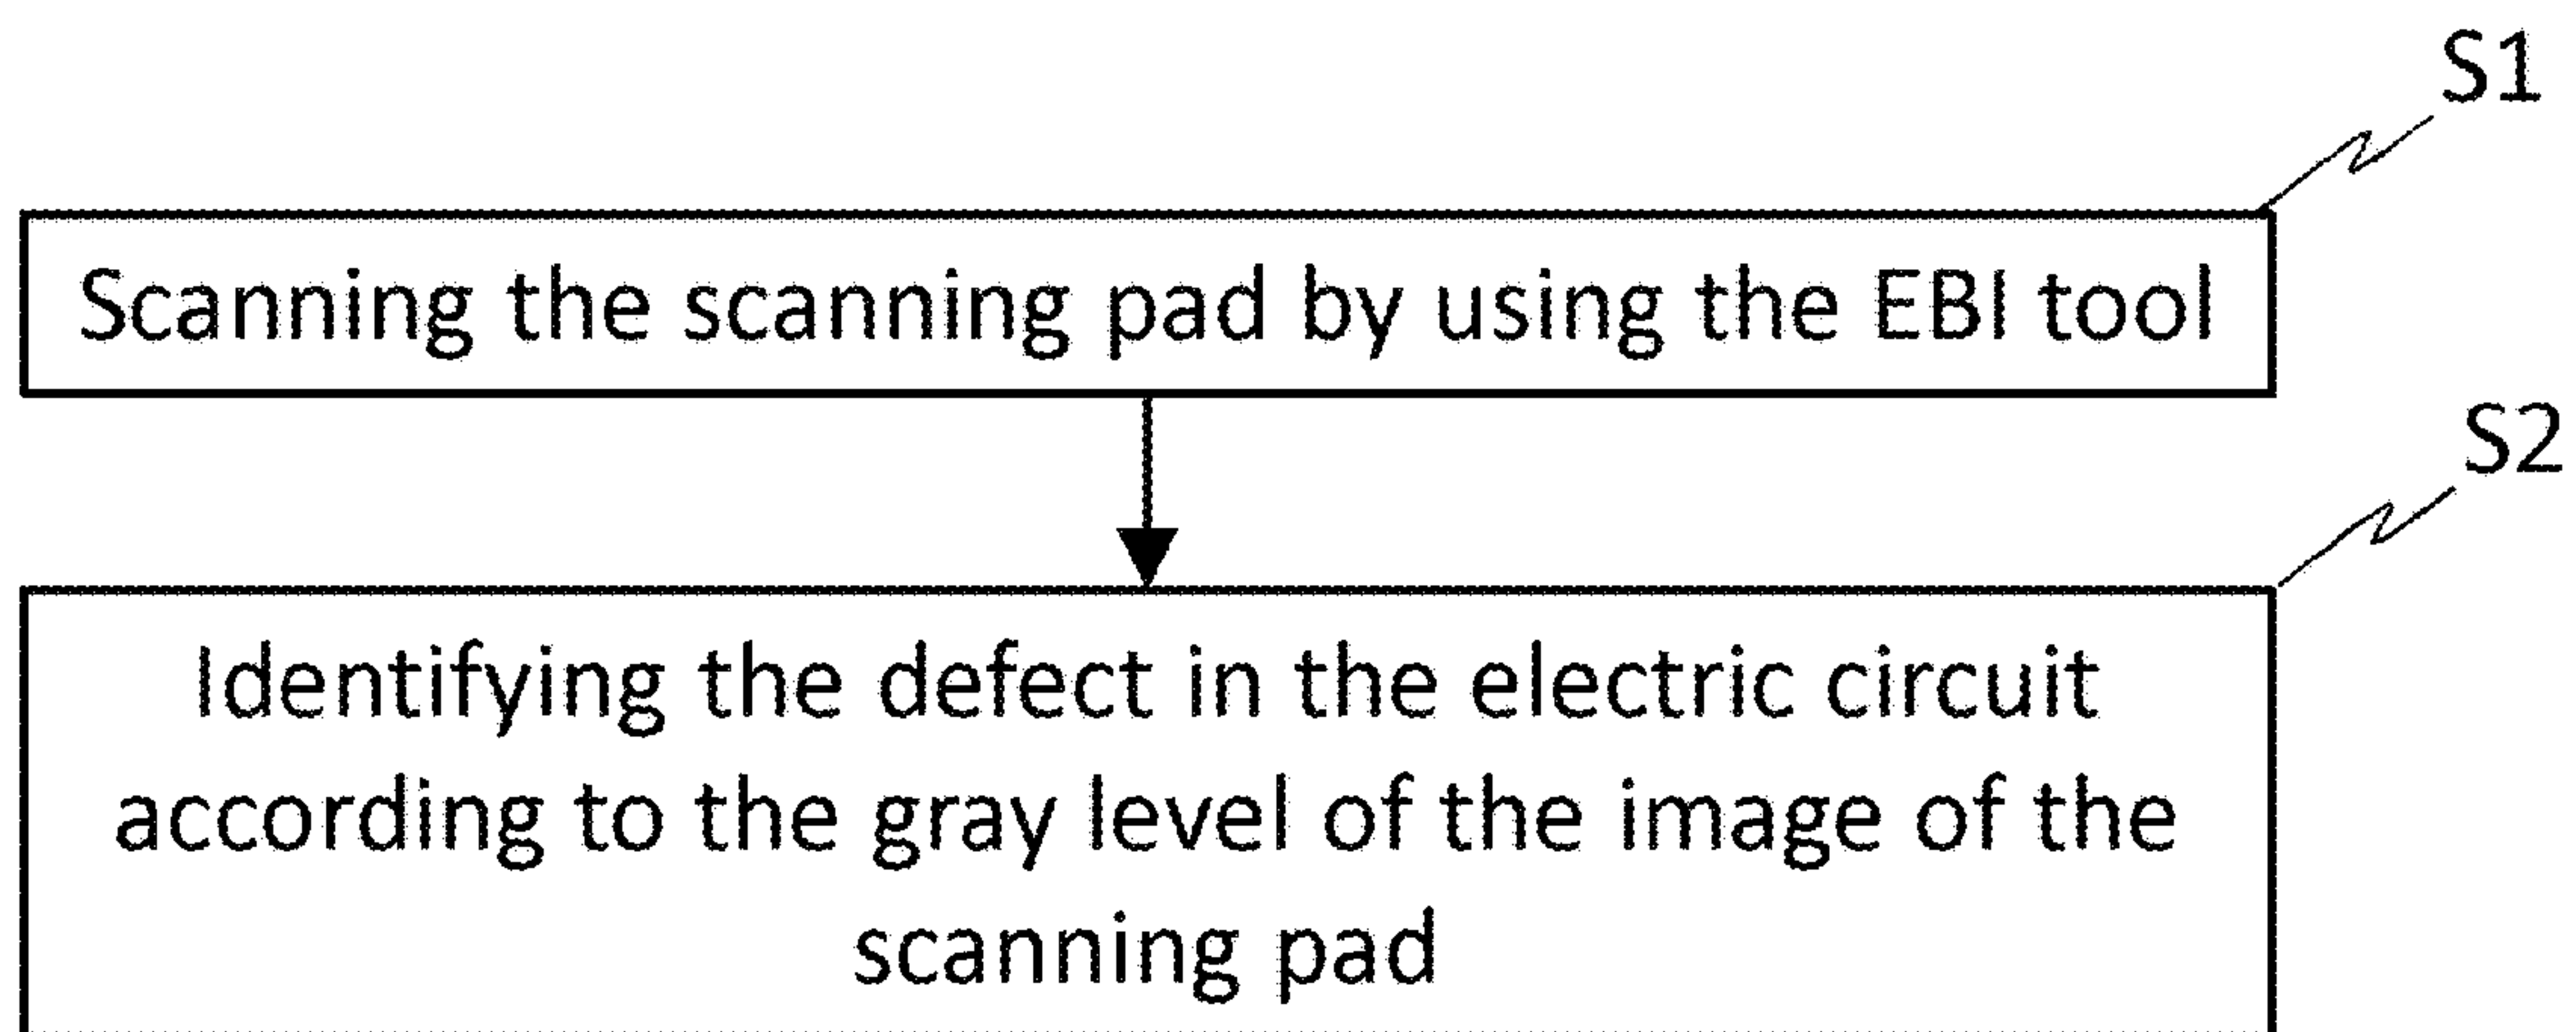 S1
Scanning the scanning pad by using the EBI tool
S2
Identifying the defect in the electric circuit
according to the gray level of the image of the
scanning pad